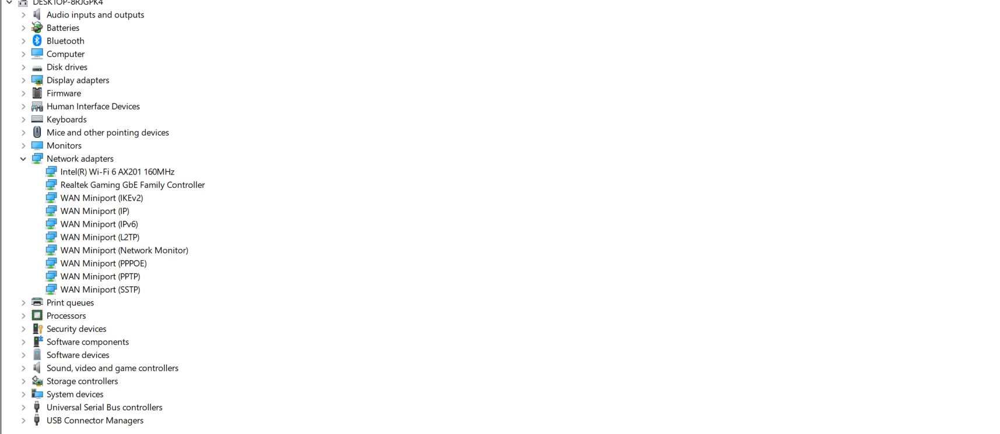 DESKTOP-8RJGPK4
Audio inputs and outputs
Batteries
Bluetooth
Computer
Disk drives
Display adapters
Firmware
Human Interface Devices
Keyboards
Mice and other pointing devices
Monitors
Network adapters
Intel(R) Wi-Fi 6 AX201 160MHz
Realtek Gaming GbE Family Controller
WAN Miniport (IKEv2)
WAN Miniport (IP)
WAN Miniport (IPv6)
WAN Miniport (L2TP)
WAN Miniport (Network Monitor)
WAN Miniport (PPPOE)
WAN Miniport (PPTP)
WAN Miniport (SSTP)
Print queues
Processors
Security devices
Software components
Software devices
Sound, video and game controllers
Storage controllers
System devices
Universal Serial Bus controllers
USB Connector Managers